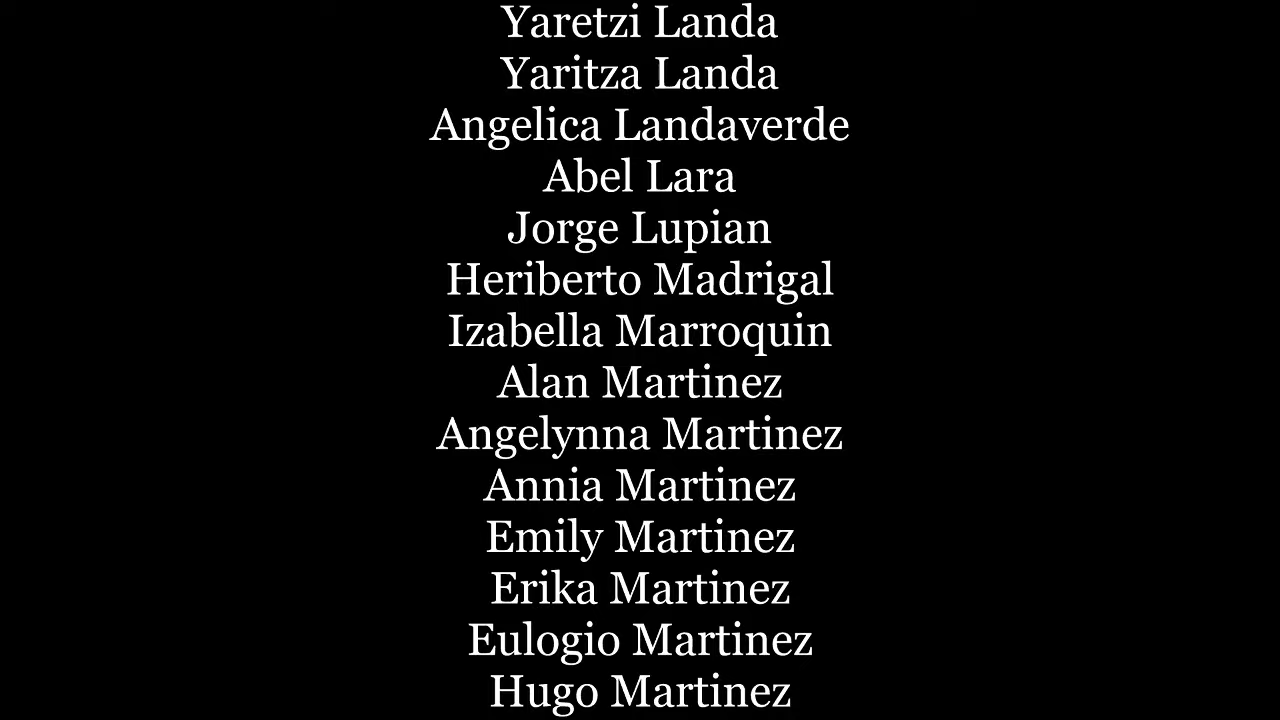 Yaretzi Landa
Yaritza Landa
Angelica Landaverde
Abel Lara
Jorge Lupian
Heriberto Madrigal
Izabella Marroquin
Alan Martinez
Angelynna Martinez
Annia Martinez
Emily Martinez
Erika Martinez
Eulogio Martinez
Hugo Martinez